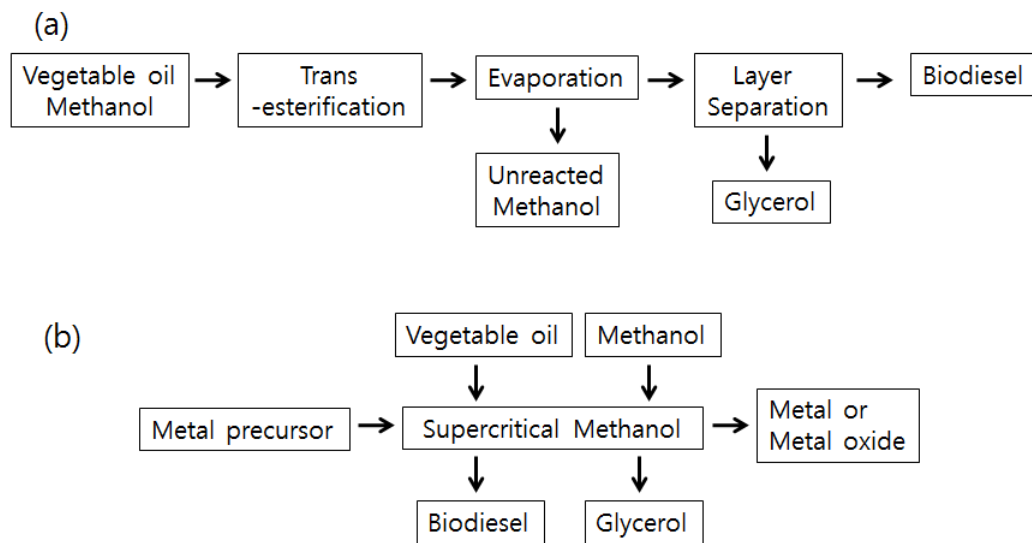 (a)
Vegetable oil
Methanol
Trans
-esterification
Evaporation
Layer
Separation
Biodiesel
Unreacted
Methanol
Glycerol
(b)
Vegetable oil
Methanol
Metal precursor
Supercritical Methanol
Metal or
Metal oxide
Biodiesel
Glycerol